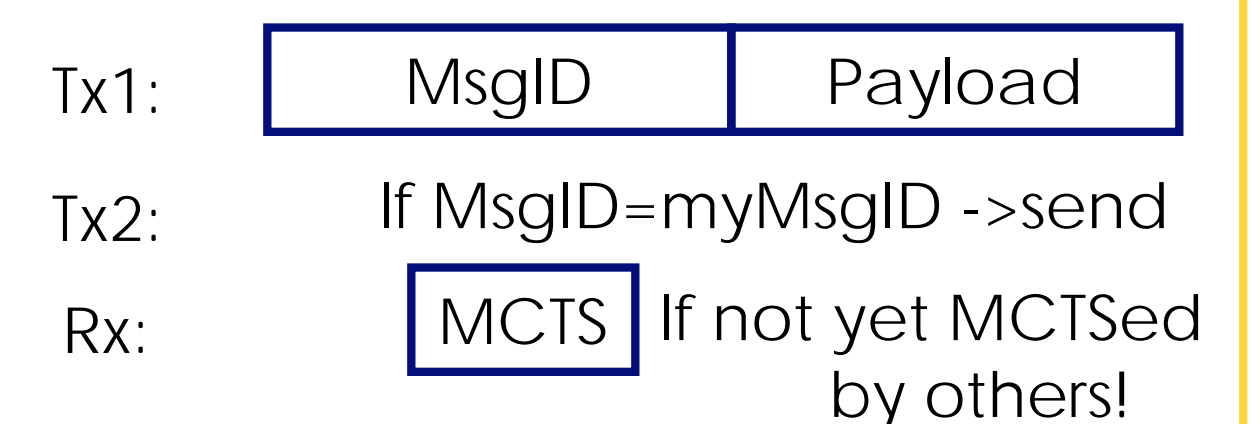 Tx1: MsgID Payload
Tx2: If MsgID=myMsgID ->send
Rx: MCTS If not yet MCTSed
by others!